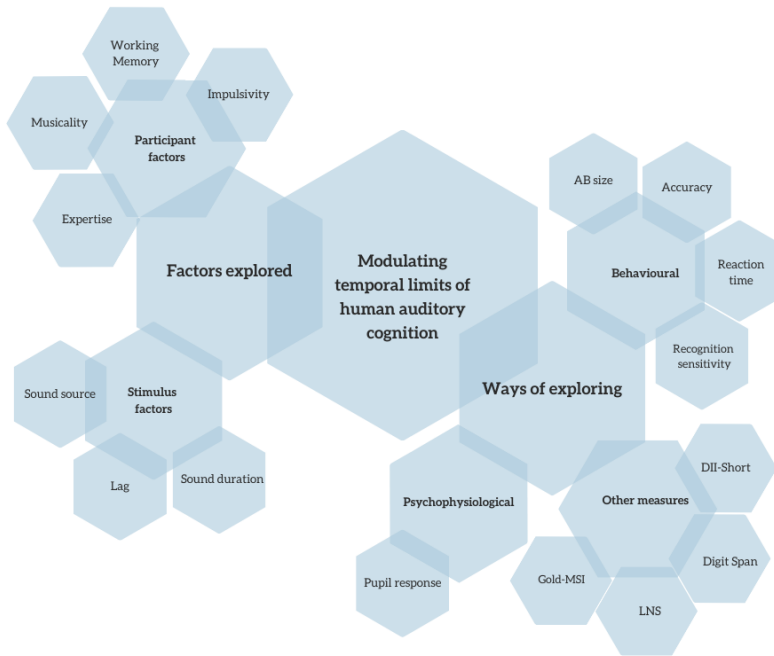 Working
Memory
Impulsivity
Musicality
Participant
factors
Expertise
Factors explored
Modulating
temporal limits of
human auditory
cognition
AB size
Accuracy
Behavioural
Reaction
time
Recognition
sensitivity
Ways of exploring
Sound source
Stimulus
factors
Lag
Sound duration
Psychophysiological
Pupil response
Other measures
DII-Short
Digit Span
Gold-MSI
LNS